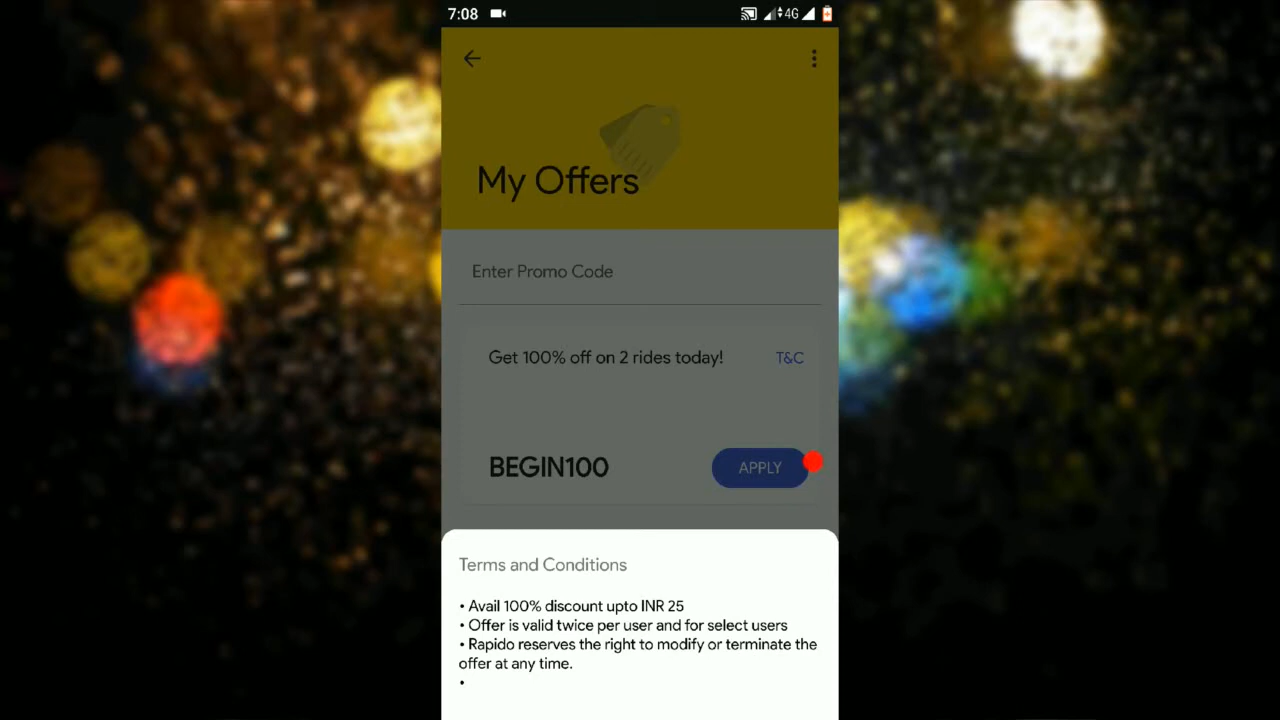 7:08
4G
My Offers
Enter Promo Code
Get 100% off on 2 rides today!
T&C
BEGIN100
APPLY
Terms and Conditions
• Avail 100% discount upto INR 25
• Offer is valid twice per user and for select users
• Rapido reserves the right to modify or terminate the
offer at any time.
•